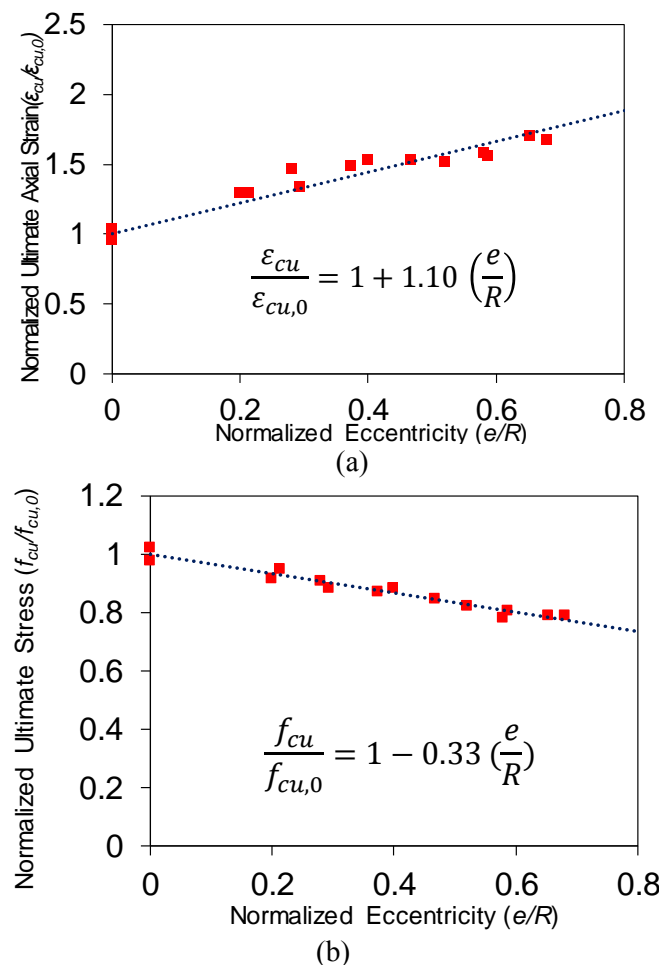 Normalized Ultimate Axial Strain(εcu/εcu,0)
2.5
2
1.5
1
0.5
0
εcu/εcu,0 = 1 + 1.10 (e/R)
0 0.2 0.4 0.6 0.8
Normalized Eccentricity (e/R)
(a)
Normalized Ultimate Stress (fcu/fcu,0)
1.2
1
0.8
0.6
0.4
0.2
0
fcu/fcu,0 = 1 − 0.33 (e/R)
0 0.2 0.4 0.6 0.8
Normalized Eccentricity (e/R)
(b)